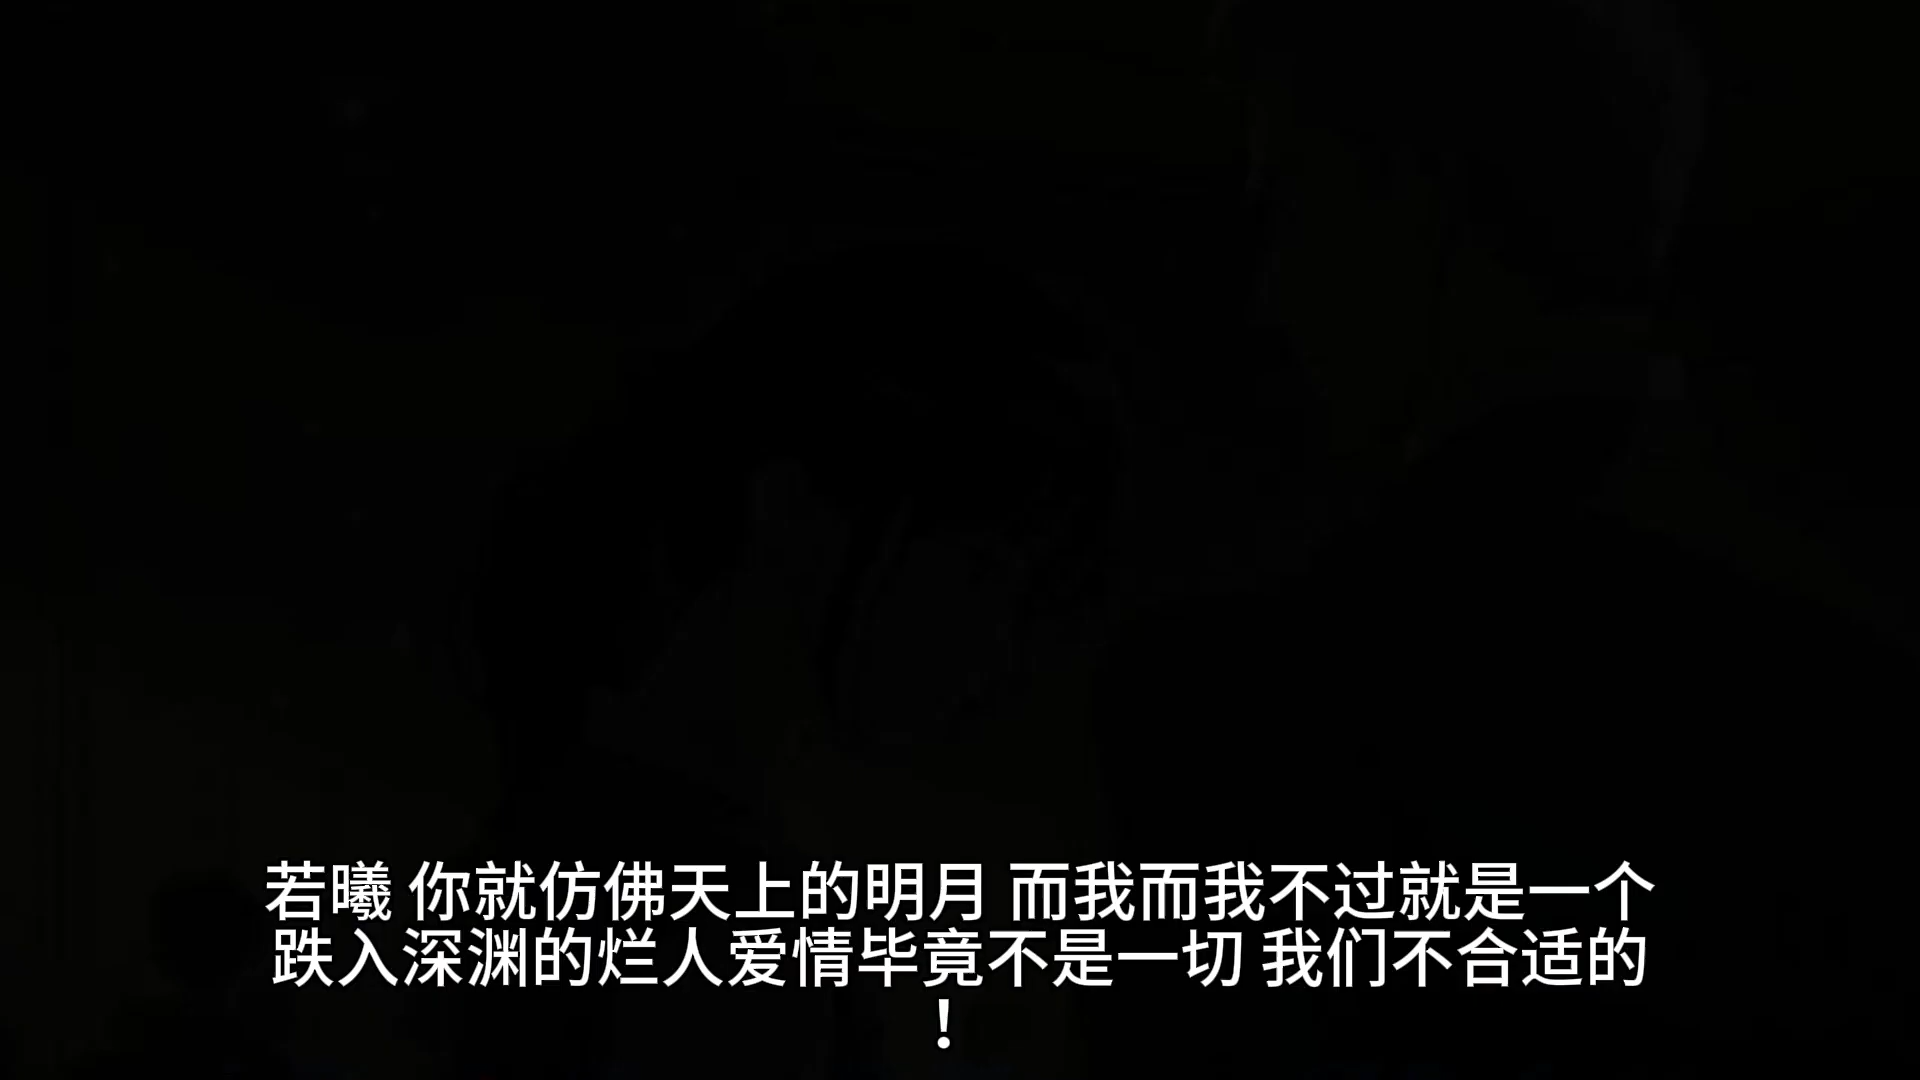 若曦 你就仿佛天上的明月 而我而我不过就是一个
跌入深渊的烂人爱情毕竟不是一切 我们不合适的
！